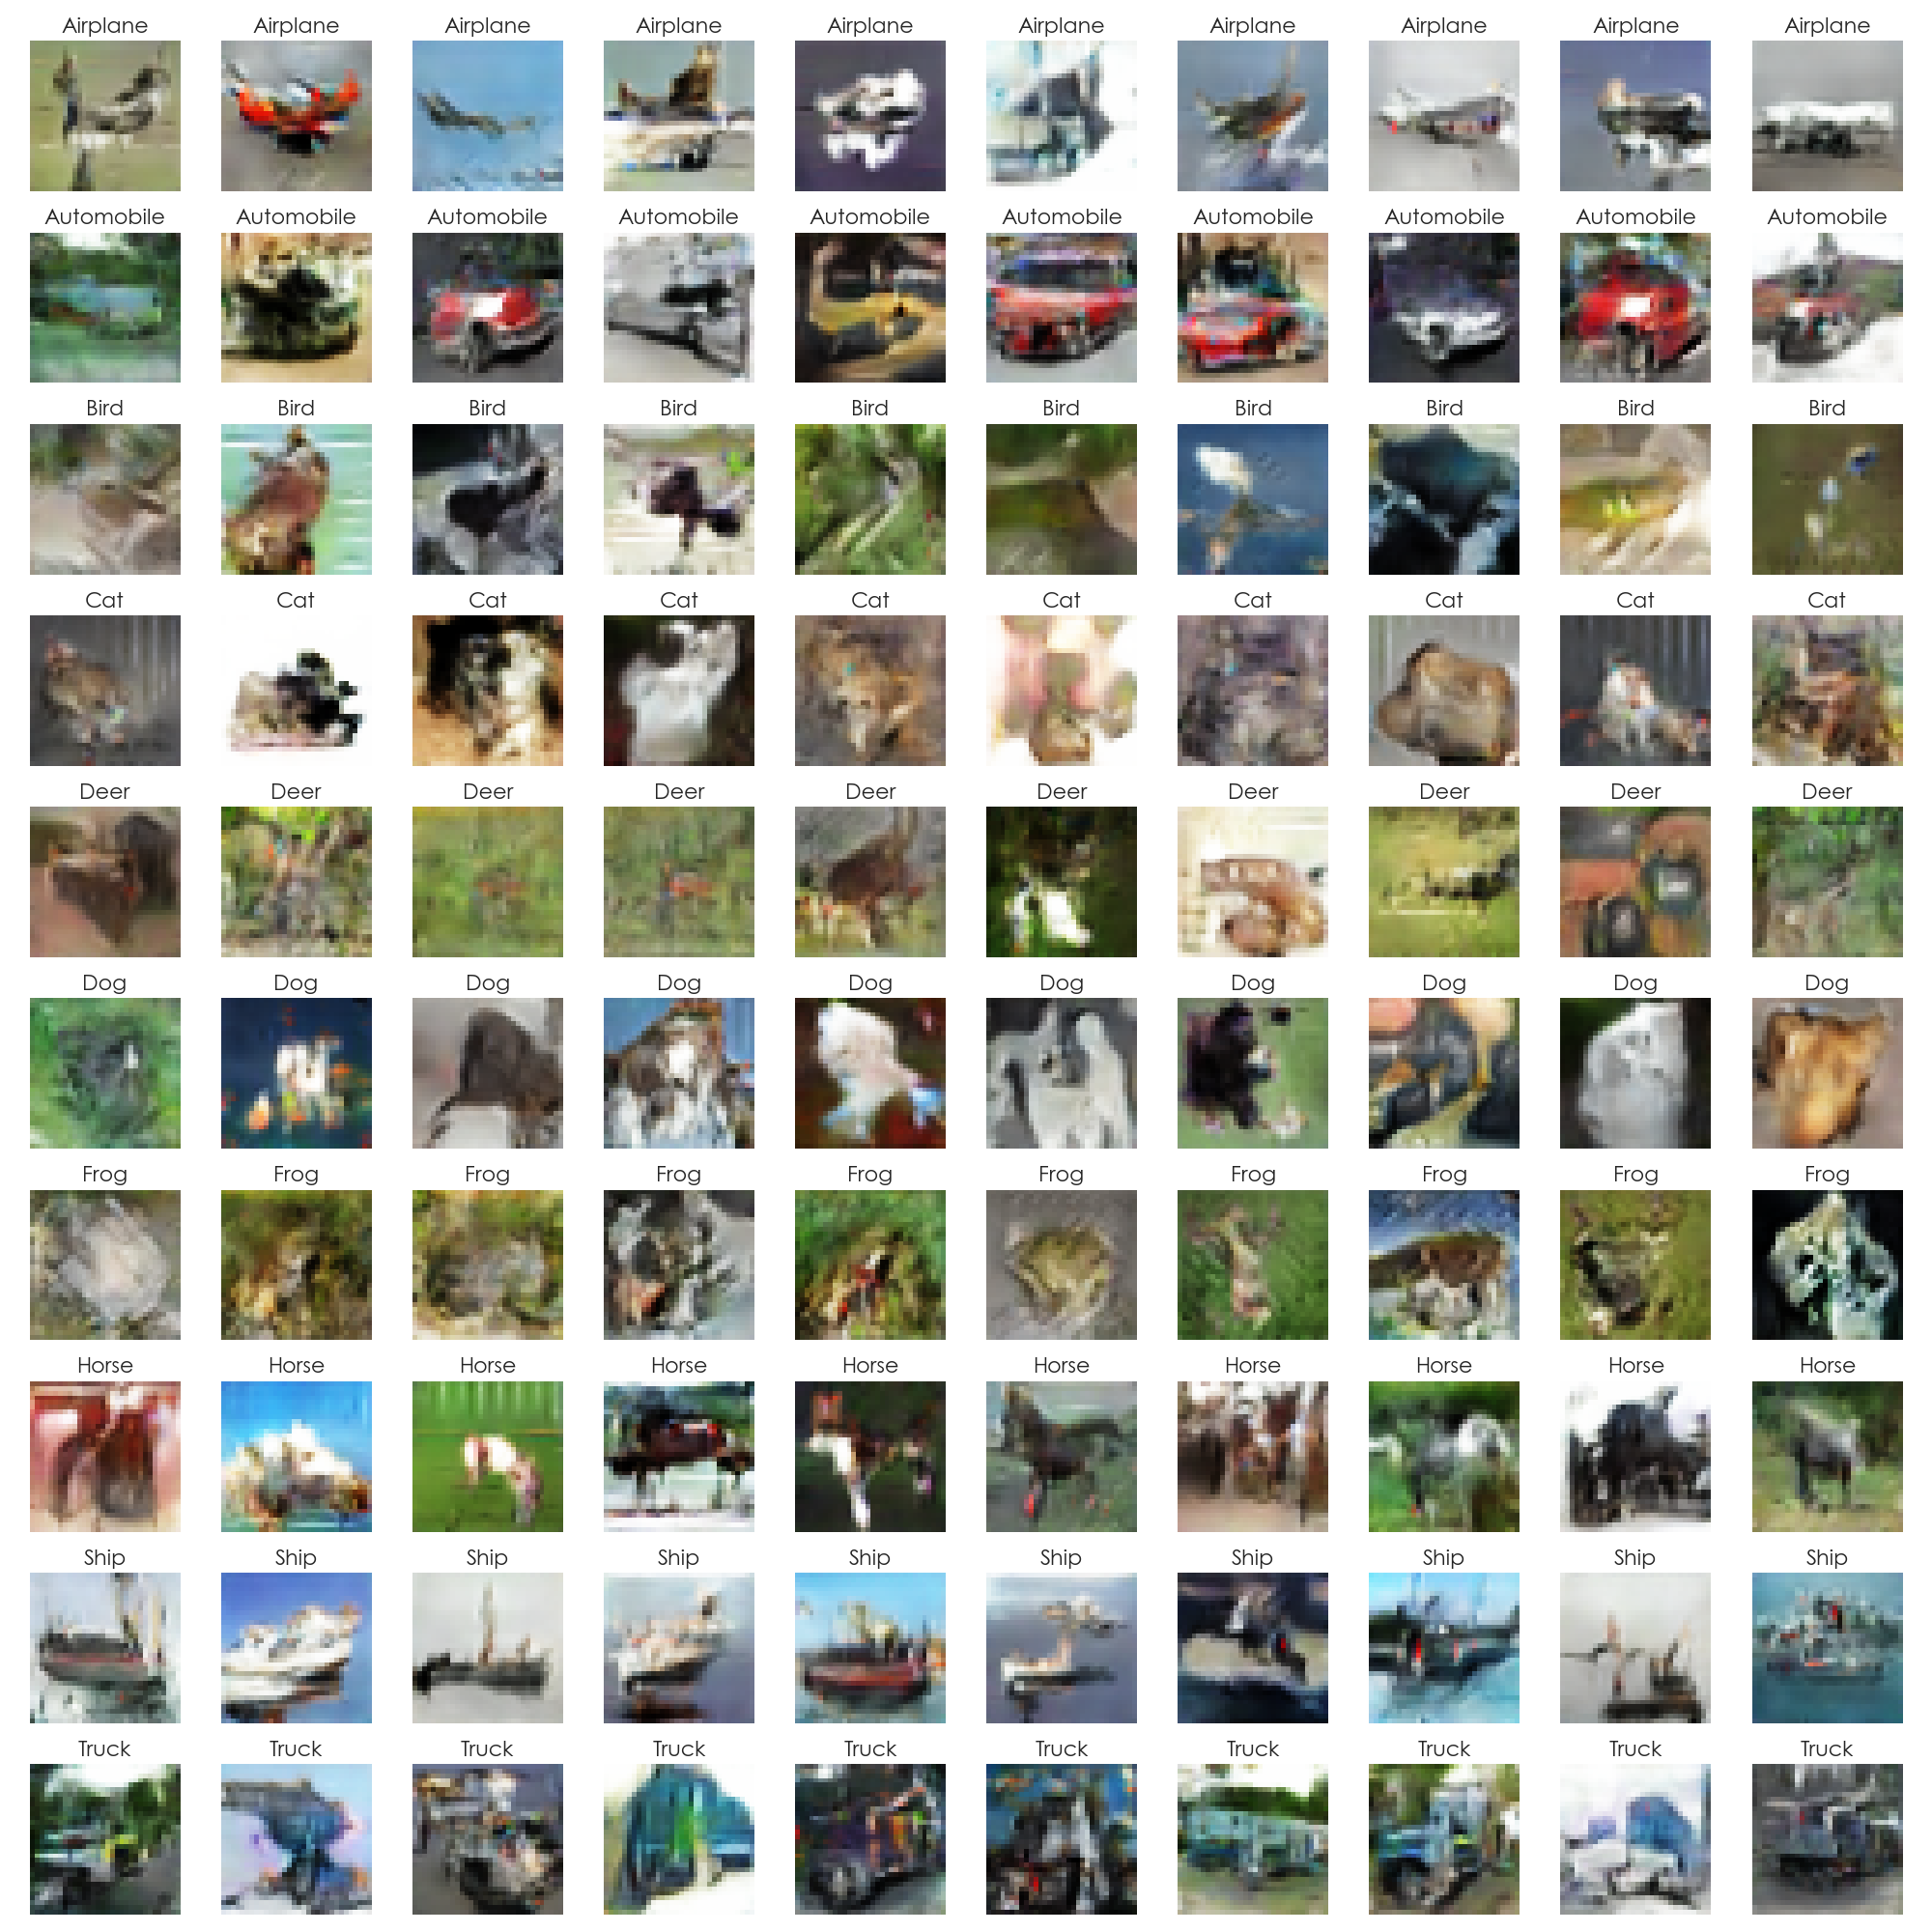 Airplane Airplane Airplane Airplane Airplane Airplane Airplane Airplane Airplane Airplane
Automobile Automobile Automobile Automobile Automobile Automobile Automobile Automobile Automobile Automobile
Bird Bird Bird Bird Bird Bird Bird Bird Bird Bird
Cat Cat Cat Cat Cat Cat Cat Cat Cat Cat
Deer Deer Deer Deer Deer Deer Deer Deer Deer Deer
Dog Dog Dog Dog Dog Dog Dog Dog Dog Dog
Frog Frog Frog Frog Frog Frog Frog Frog Frog Frog
Horse Horse Horse Horse Horse Horse Horse Horse Horse Horse
Ship Ship Ship Ship Ship Ship Ship Ship Ship Ship
Truck Truck Truck Truck Truck Truck Truck Truck Truck Truck